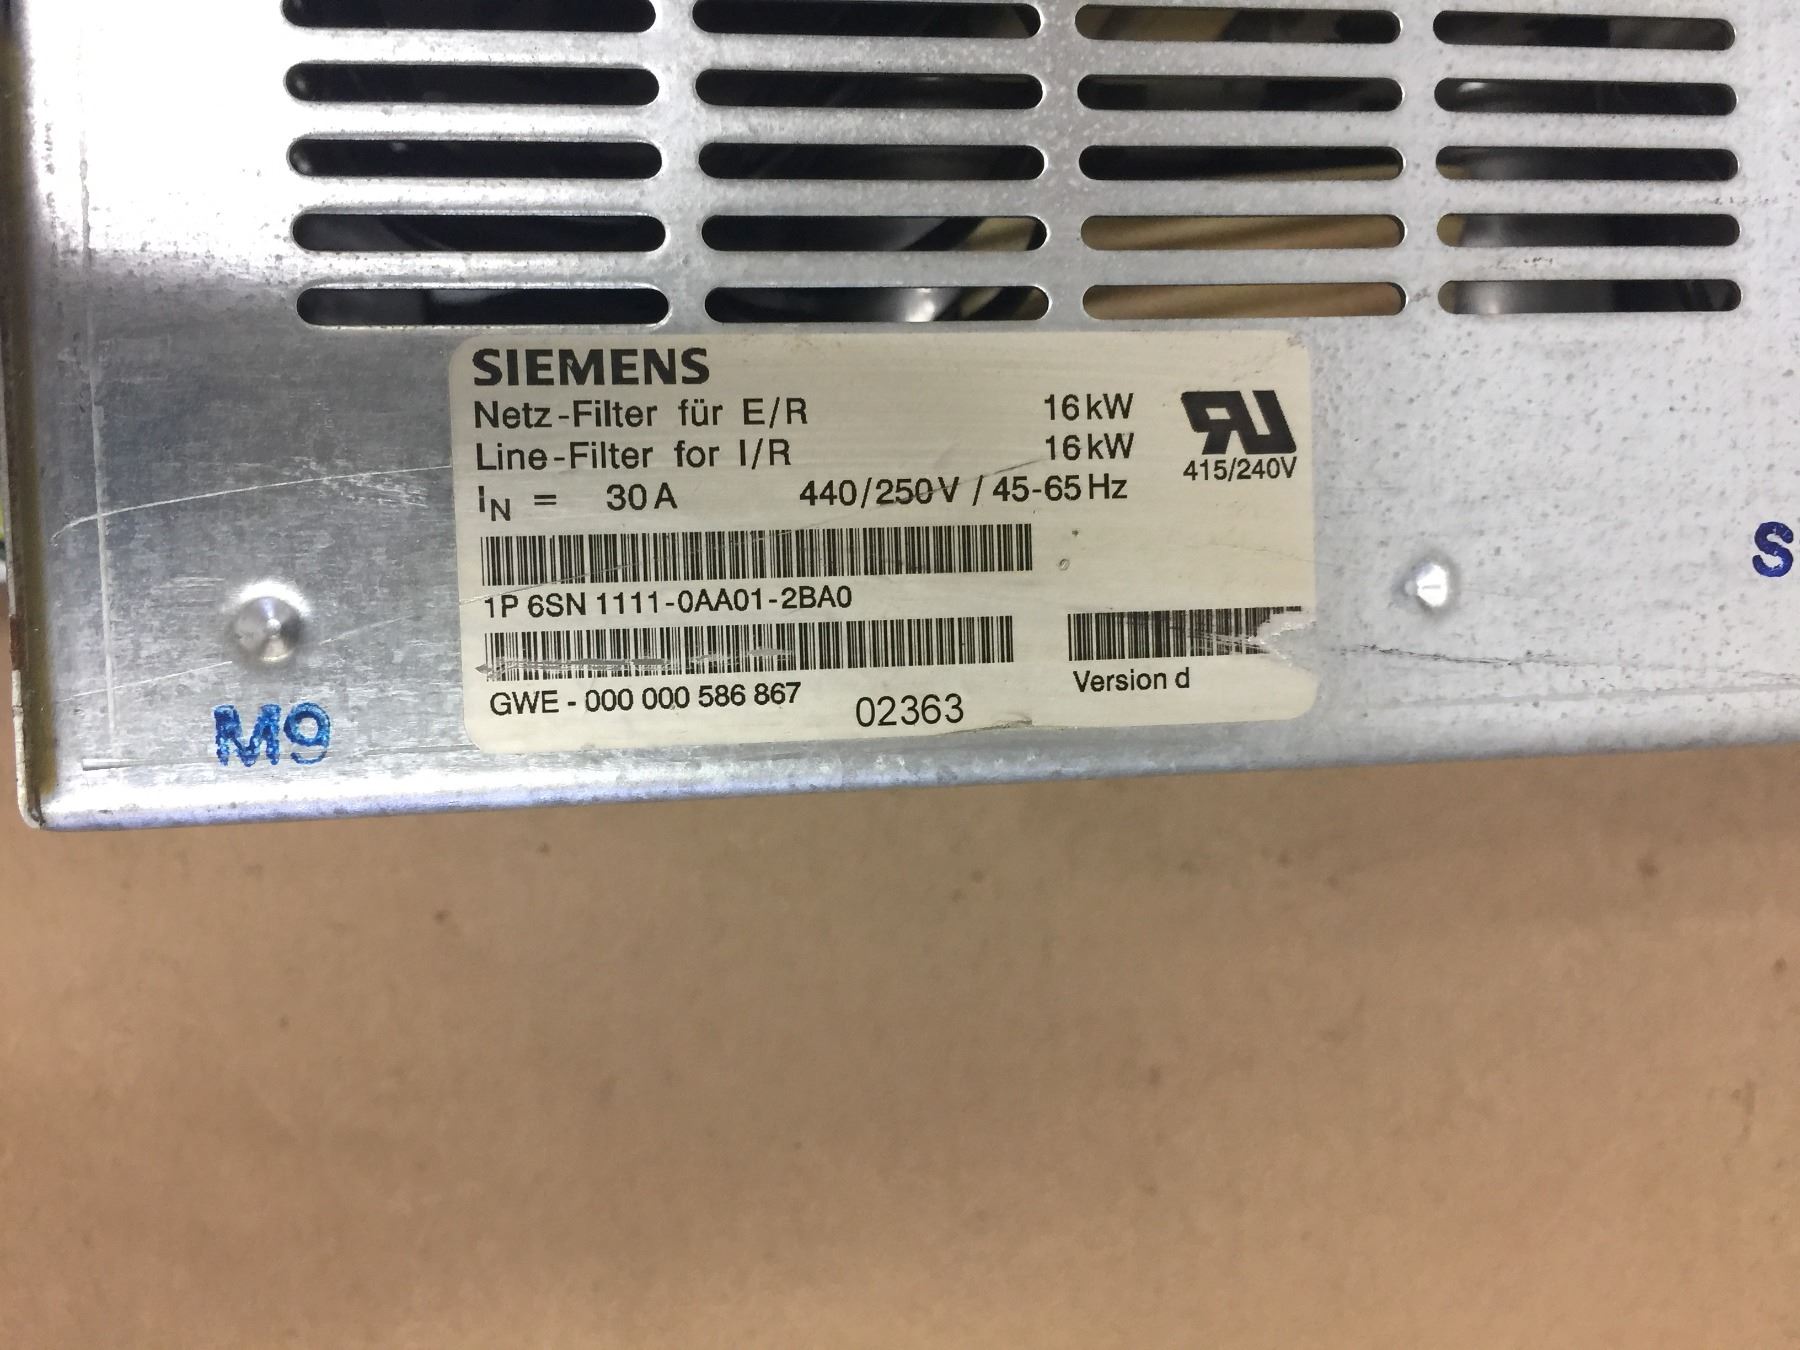 SIEMENS
Netz-Filter für E/R 16 kW
Line-Filter for I/R 16 kW
IN = 30 A 440/250 V / 45-65 Hz
415/240V
1P 6SN 1111-0AA01-2BA0
GWE - 000 000 586 867 02363
Version d
M9
S